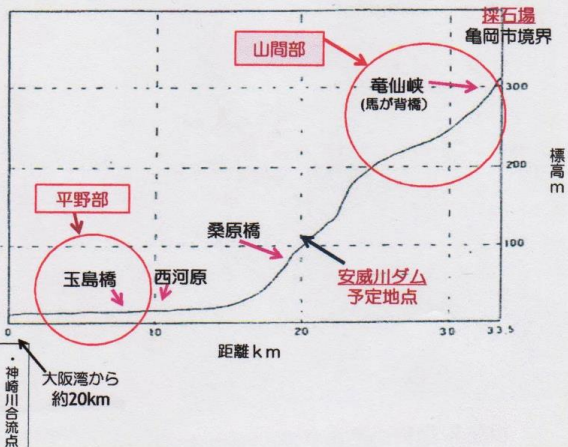 採石場
亀岡市境界
山間部
竜仙峡
(馬が背橋)
300
200
標高m
平野部
桑原橋
100
玉島橋
西河原
安威川ダム
予定地点
0
10
20
30
33.5
距離km
・神崎川合流点
大阪湾から
約20km